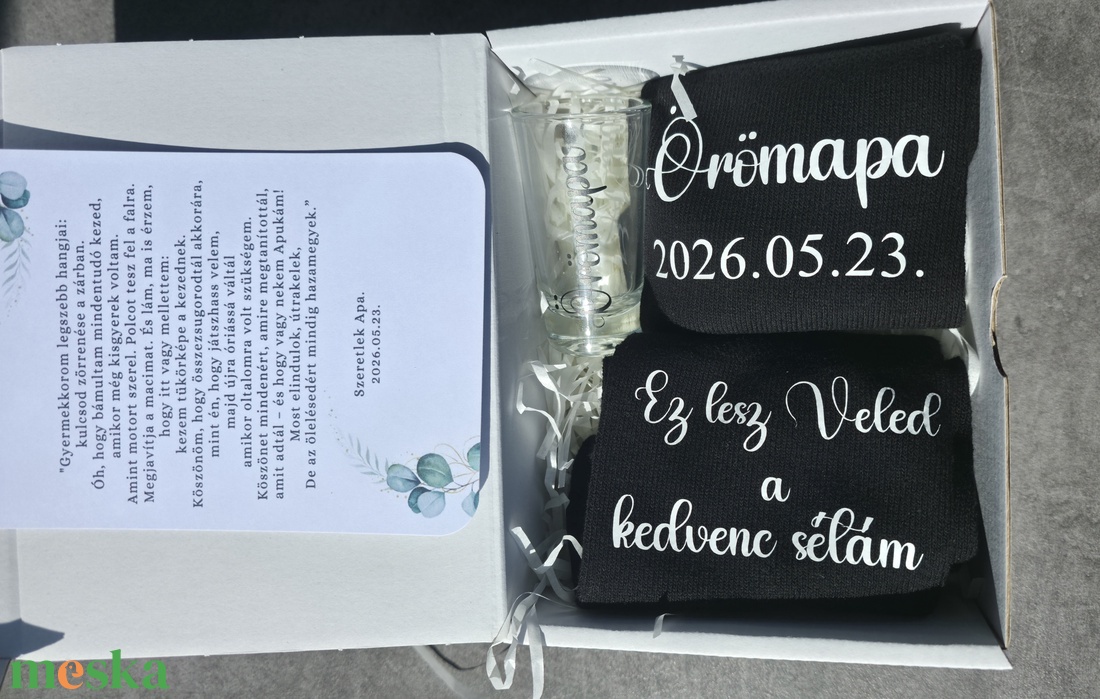 "Gyermekkorom legszebb hangjai:
kulcsod zörrenése a zárban.
Óh, hogy bámultam mindentudó kezed,
amikor még kisgyerek voltam.
Amint motort szerel. Polcot tesz fel a falra.
Megjavítja a macimat. És lám, ma is érzem,
hogy itt vagy mellettem:
kezem tükörképe a kezednek.
Köszönöm, hogy összezsugorodtál akkorára,
mint én, hogy játszhass velem,
majd újra óriássá váltál
amikor oltalomra volt szükségem.
Köszönet mindenért, amire megtanítottál,
amit adtál – és hogy vagy nekem Apukám!
Most elindulok, útrakelek,
De az ölelésedért mindig hazamegyek."
Szeretlek Apa.
2026.05.23.
Örömapa
Örömapa
2026.05.23.
Ez lesz Veled
a
kedvenc sétám
meska